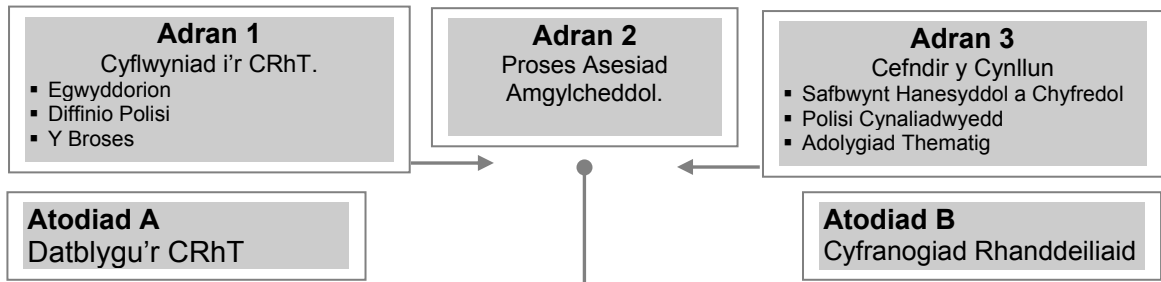 Adran 1
Cyflwyniad i'r CRhT.
▪ Egwyddorion
▪ Diffinio Polisi
▪ Y Broses
Adran 2
Proses Asesiad
Amgylcheddol.
Adran 3
Cefndir y Cynllun
▪ Safbwynt Hanesyddol a Chyfredol
▪ Polisi Cynaliadwyedd
▪ Adolygiad Thematig
Atodiad A
Datblygu'r CRhT
Atodiad B
Cyfranogiad Rhanddeiliaid